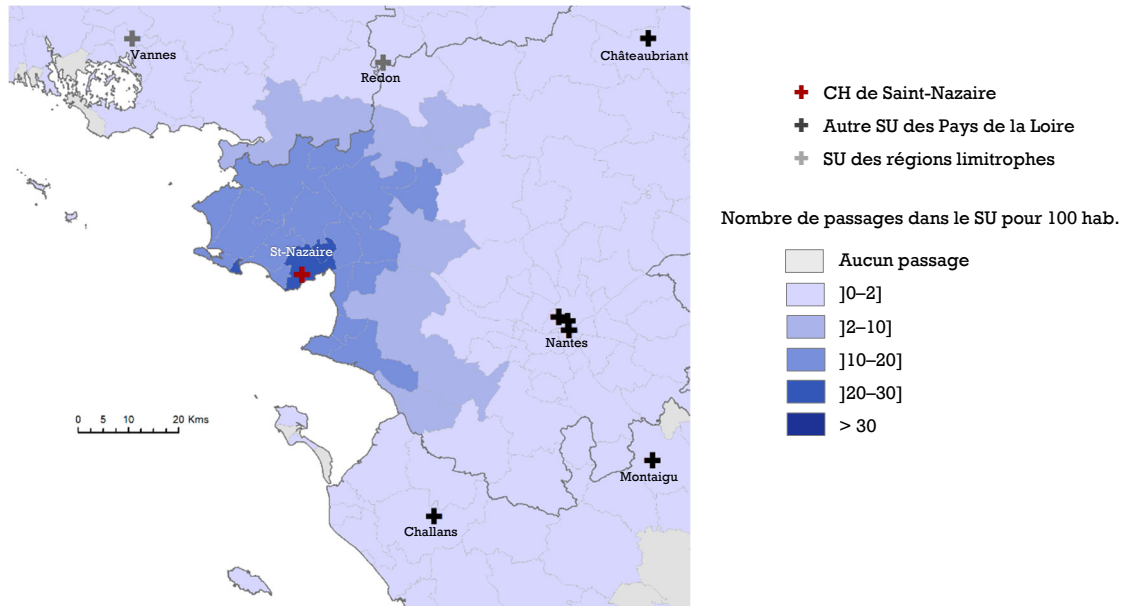 Vannes
Redon
Châteaubriant
St-Nazaire
Nantes
0 5 10 20 Kms
Montaigu
Challans
CH de Saint-Nazaire
Autre SU des Pays de la Loire
SU des régions limitrophes
Nombre de passages dans le SU pour 100 hab.
Aucun passage
]0–2]
]2–10]
]10–20]
]20–30]
> 30